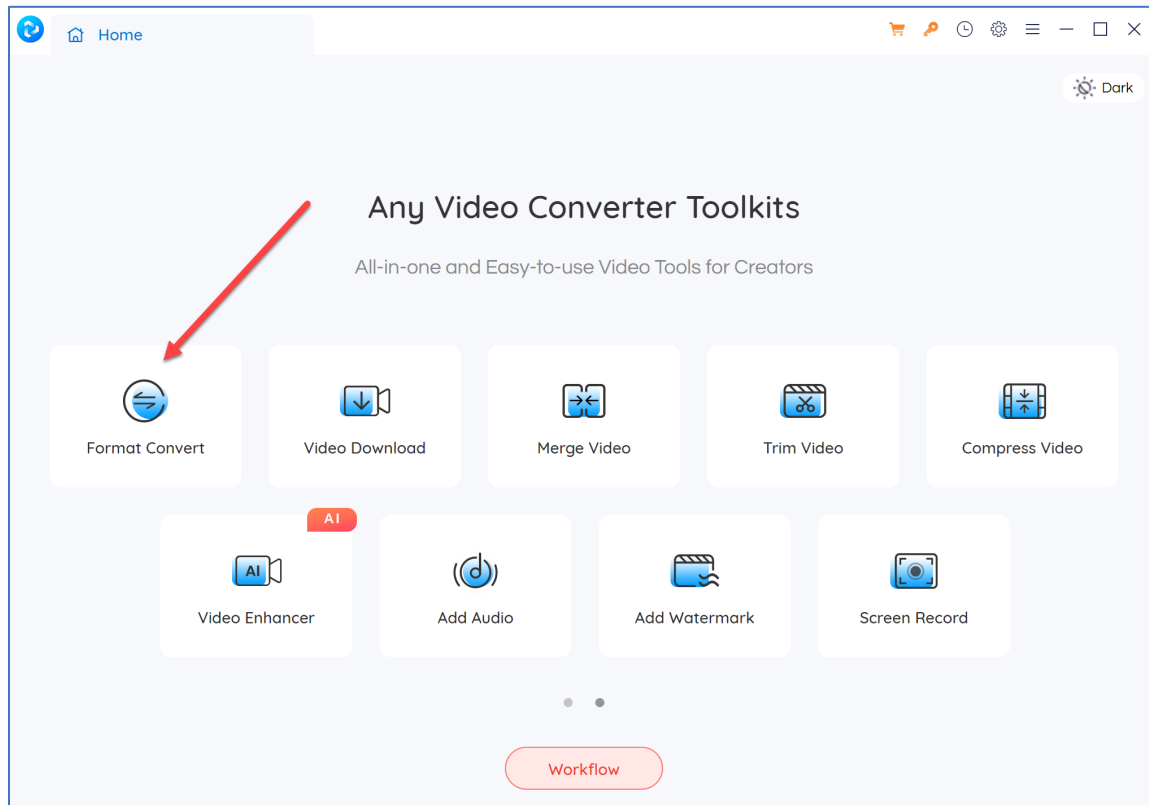 Home
Dark
Any Video Converter Toolkits
All-in-one and Easy-to-use Video Tools for Creators
Format Convert
Video Download
Merge Video
Trim Video
Compress Video
AI
AI
Video Enhancer
Add Audio
Add Watermark
Screen Record
Workflow